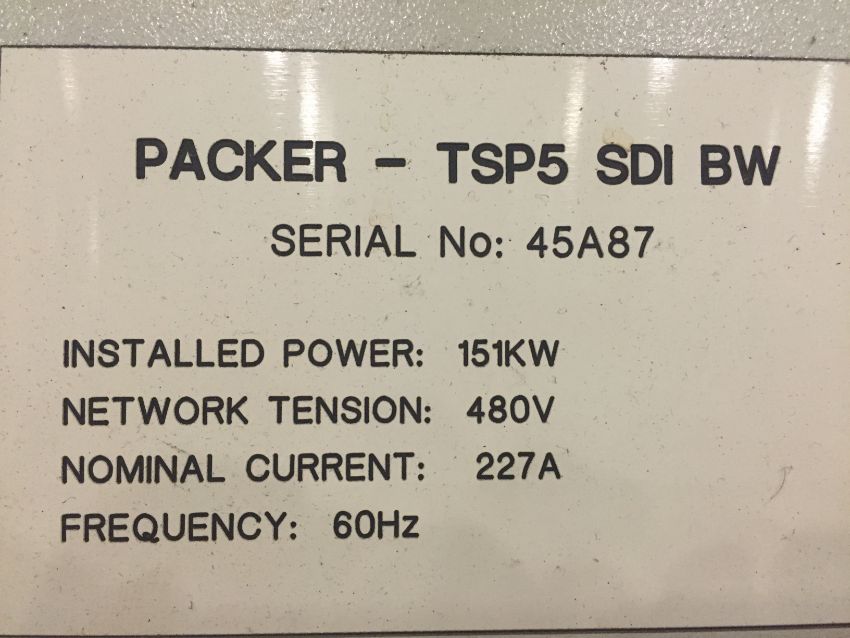 PACKER - TSP5 SDI BW
SERIAL No: 45A87
INSTALLED POWER: 151KW
NETWORK TENSION: 480V
NOMINAL CURRENT: 227A
FREQUENCY: 60Hz